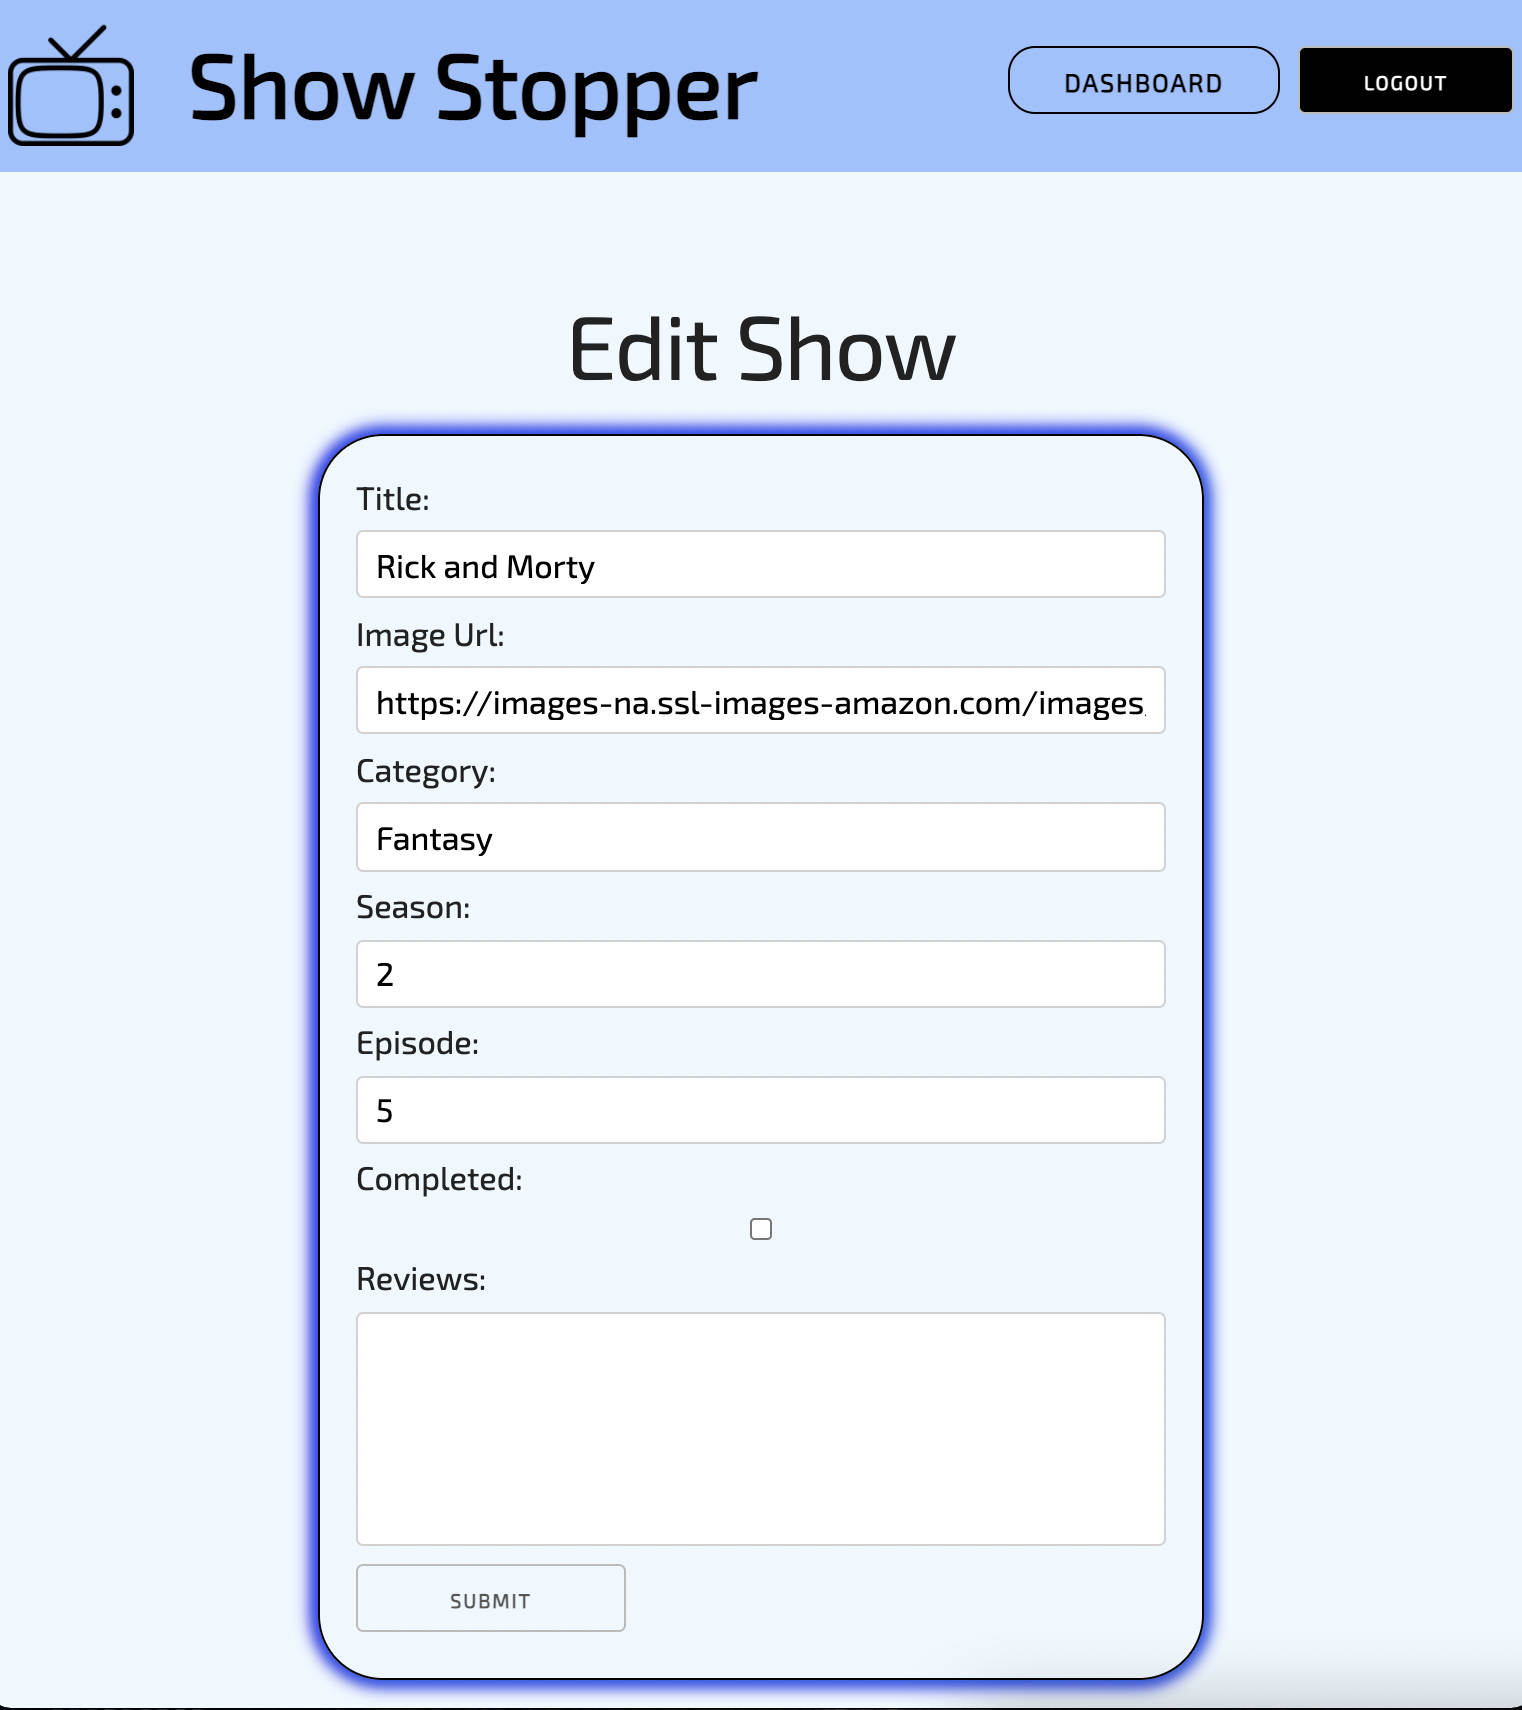 Show Stopper
DASHBOARD
LOGOUT
Edit Show
Title:
Rick and Morty
Image Url:
https://images-na.ssl-images-amazon.com/images
Category:
Fantasy
Season:
2
Episode:
5
Completed:
Reviews:
SUBMIT